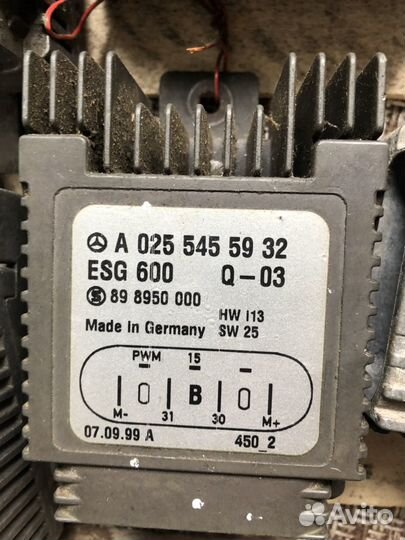 A 025 545 59 32
ESG 600 Q-03
S 89 8950 000
HW I13
Made in Germany SW 25
PWM 15
B
M- 31 30 M+
07.09.99 A 450_2
Avito